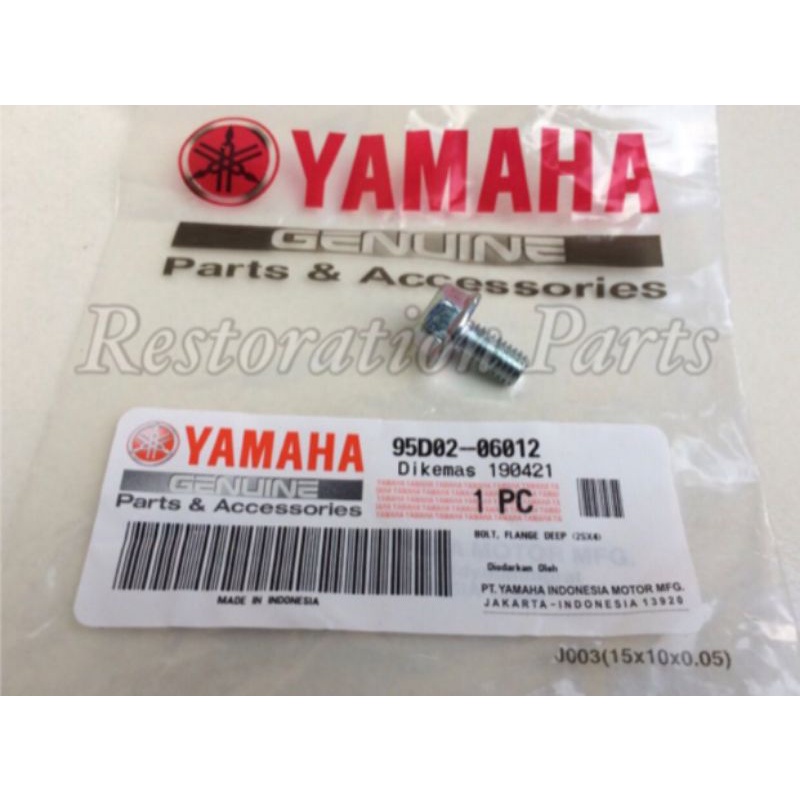 YAMAHA
GENUINE
Parts & Accessories
Restoration Parts
YAMAHA
GENUINE
Parts & Accessories
MADE IN INDONESIA
95D02-06012
Dikemas 190421
1 PC
BOLT, FLANGE DEEP (2SX4)
Diedarkan Oleh
PT. YAMAHA INDONESIA MOTOR MFG.
JAKARTA-INDONESIA 13920
J003(15x10x0.05)